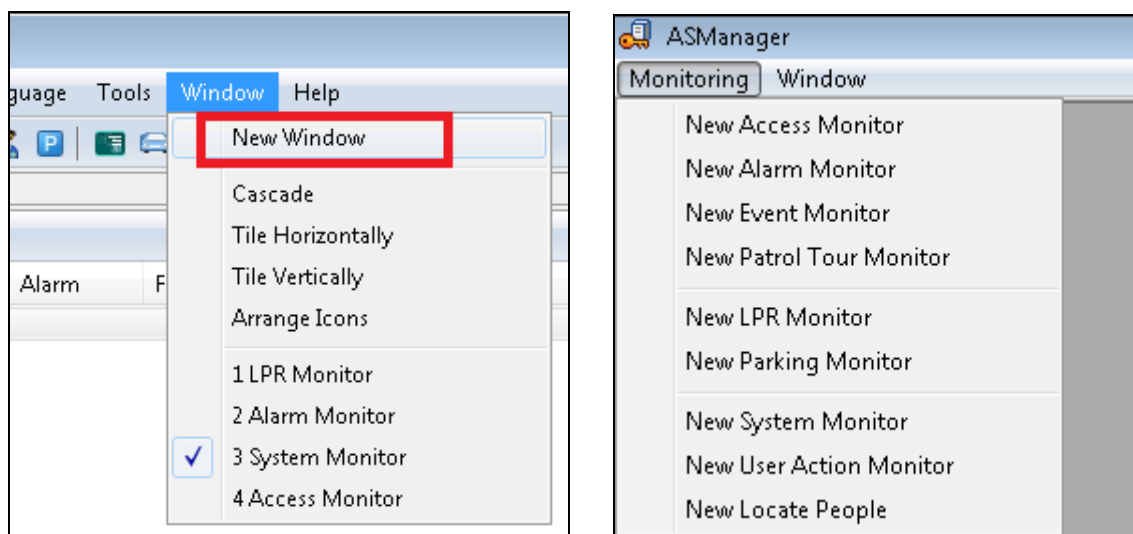 guage Tools Window Help
P
New Window
Cascade
Tile Horizontally
Tile Vertically
Arrange Icons
Alarm F
1 LPR Monitor
2 Alarm Monitor
3 System Monitor
4 Access Monitor
ASManager
Monitoring Window
New Access Monitor
New Alarm Monitor
New Event Monitor
New Patrol Tour Monitor
New LPR Monitor
New Parking Monitor
New System Monitor
New User Action Monitor
New Locate People